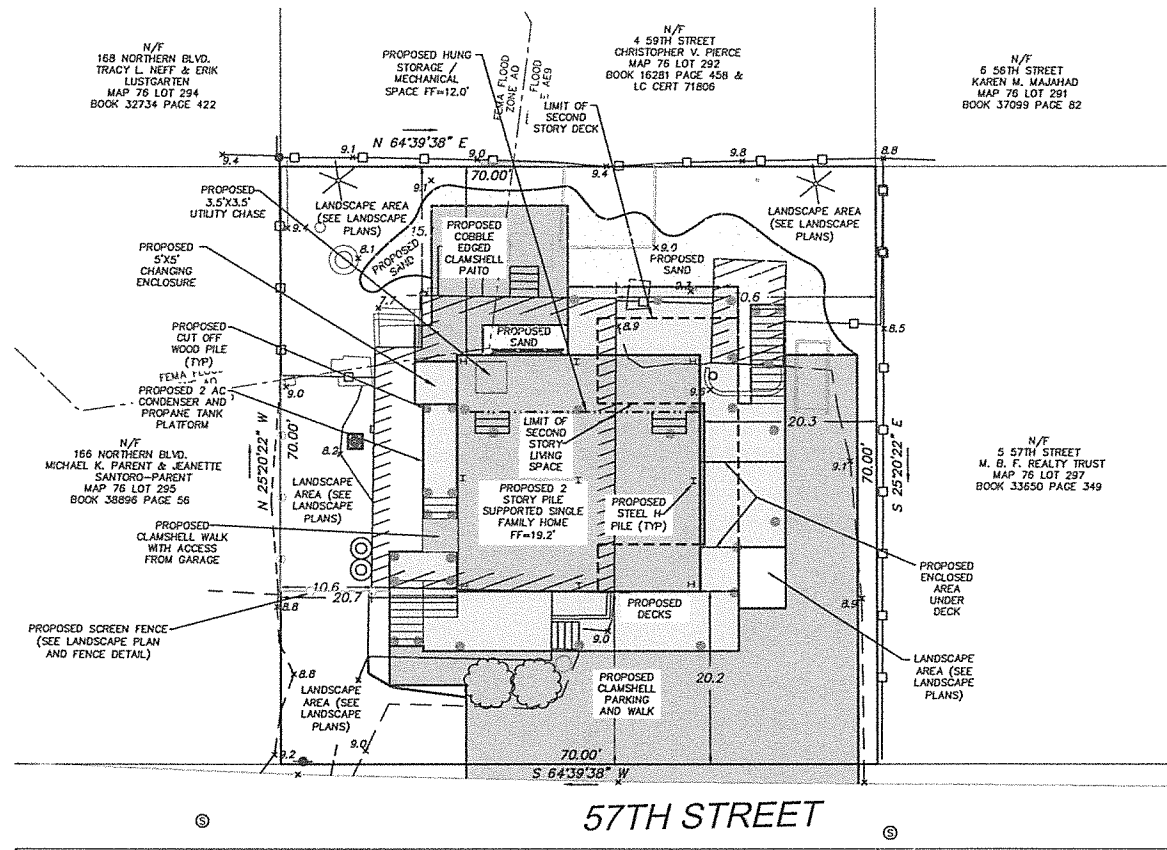 N/F
168 NORTHERN BLVD.
TRACY L. NEFF & ERIK
LUSTGARTEN
MAP 76 LOT 294
BOOK 32734 PAGE 422
PROPOSED HUNG
STORAGE /
MECHANICAL
SPACE FF=12.0'
FEMA FLOOD
ZONE AO
FLOOD
N/F
4 59TH STREET
CHRISTOPHER V. PIERCE
MAP 76 LOT 292
BOOK 16281 PAGE 458 &
LC CERT 71806
LIMIT OF
SECOND
STORY DECK
N/F
6 56TH STREET
KAREN M. MAJAHAD
MAP 76 LOT 291
BOOK 37099 PAGE 82
N 64°39'38" E
70.00'
9.4
9.1
9.0
9.4
9.8
8.8
PROPOSED
3.5'X3.5'
UTILITY CHASE
LANDSCAPE AREA
(SEE LANDSCAPE
PLANS)
9.1
15.
9.4
8.1
PROPOSED
SAND
PROPOSED
COBBLE
EDGED
CLAMSHELL
PAITO
LANDSCAPE AREA
(SEE LANDSCAPE
PLANS)
9.0
PROPOSED
SAND
PROPOSED
5'X5'
CHANGING
ENCLOSURE
7.7
0.6
8.5
PROPOSED
SAND
8.9
PROPOSED
CUT OFF
WOOD PILE
(TYP)
FEMA FLOOD
AO
9.0
PROPOSED 2 AC
CONDENSER AND
PROPANE TANK
PLATFORM
N 25°20'22" W
70.00'
N/F
166 NORTHERN BLVD.
MICHAEL K. PARENT & JEANETTE
SANTORO-PARENT
MAP 76 LOT 295
BOOK 38896 PAGE 56
8.2
LANDSCAPE
AREA (SEE
LANDSCAPE
PLANS)
LIMIT OF
SECOND
STORY
LIVING
SPACE
PROPOSED 2
STORY PILE
SUPPORTED SINGLE
FAMILY HOME
FF=19.2'
PROPOSED
STEEL H
PILE (TYP)
20.3
9.1
70.00'
S 25°20'22" E
N/F
5 57TH STREET
M. B. F. REALTY TRUST
MAP 76 LOT 297
BOOK 33650 PAGE 349
PROPOSED
CLAMSHELL WALK
WITH ACCESS
FROM GARAGE
PROPOSED
ENCLOSED
AREA
UNDER
DECK
10.6
20.7
8.8
8.9
PROPOSED SCREEN FENCE
(SEE LANDSCAPE PLAN
AND FENCE DETAIL)
PROPOSED
DECKS
9.0
8.8
LANDSCAPE
AREA (SEE
LANDSCAPE
PLANS)
PROPOSED
CLAMSHELL
PARKING
AND WALK
20.2
LANDSCAPE
AREA (SEE
LANDSCAPE
PLANS)
9.2
9.0
70.00'
S 64°39'38" W
57TH STREET
S
S